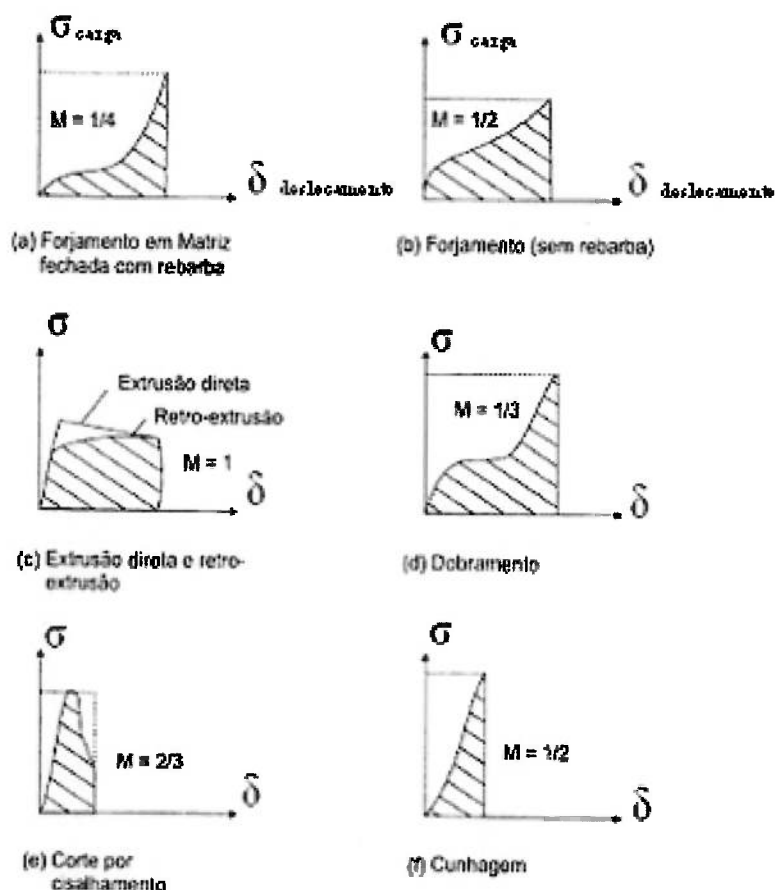 σ carga
M = 1/4
δ deslocamento
(a) Forjamento em Matriz
fechada com rebarba
σ carga
M = 1/2
δ deslocamento
(b) Forjamento (sem rebarba)
σ
Extrusão direta
Retro-extrusão
M = 1
δ
(c) Extrusão direta e retro-
extrusão
σ
M = 1/3
δ
(d) Dobramento
σ
M = 2/3
δ
(e) Corte por
cisalhamento
σ
M = 1/2
δ
(f) Cunhagem